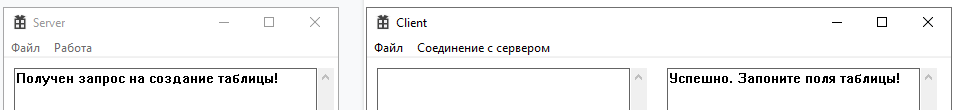 Server
Файл Работа
Получен запрос на создание таблицы!
Client
Файл Соединение с сервером
Успешно. Запоните поля таблицы!